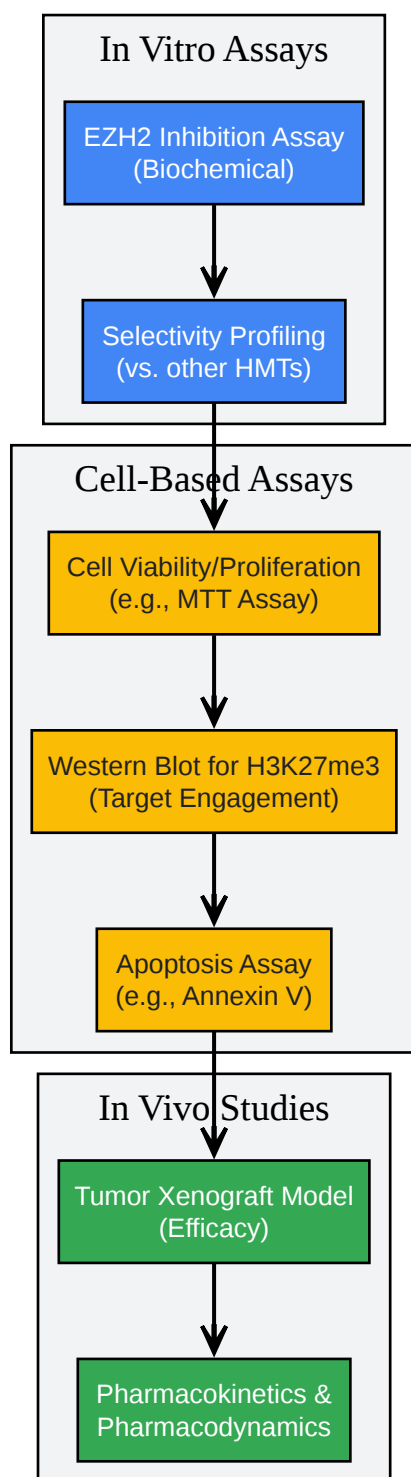 In Vitro Assays
EZH2 Inhibition Assay
(Biochemical)
Selectivity Profiling
(vs. other HMTs)
Cell-Based Assays
Cell Viability/Proliferation
(e.g., MTT Assay)
Western Blot for H3K27me3
(Target Engagement)
Apoptosis Assay
(e.g., Annexin V)
In Vivo Studies
Tumor Xenograft Model
(Efficacy)
Pharmacokinetics &
Pharmacodynamics